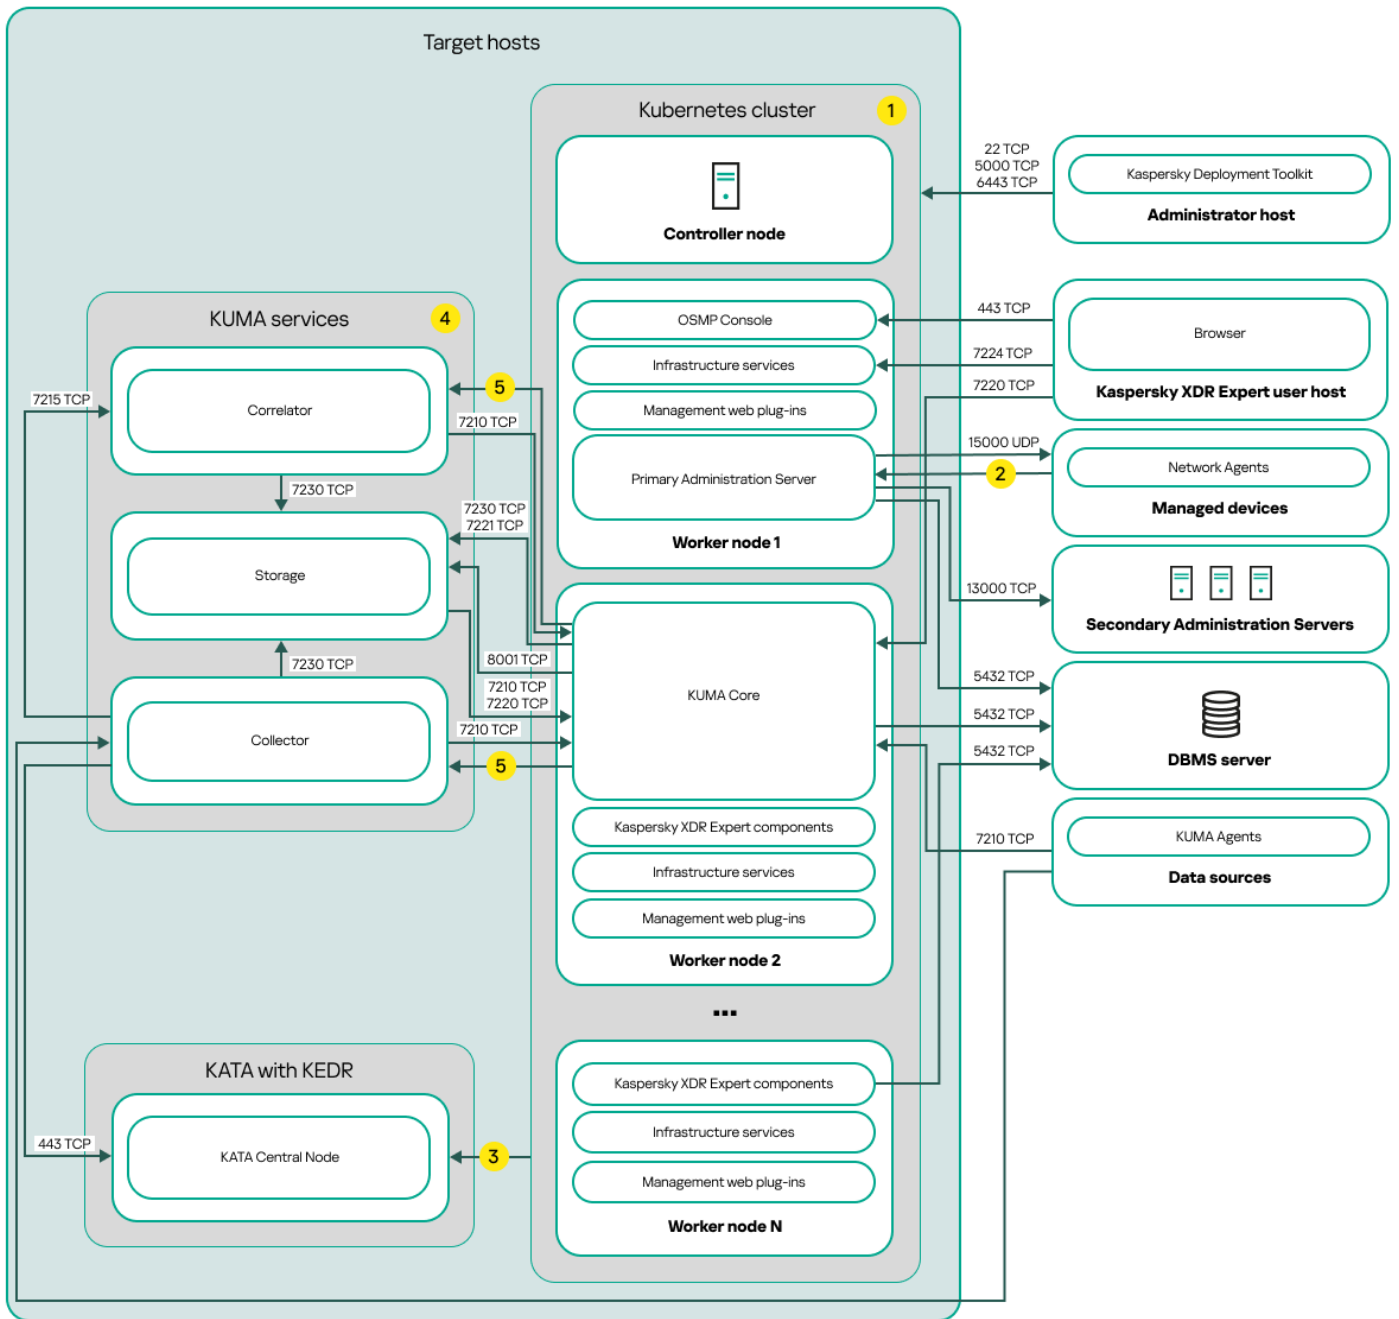 Target hosts
Kubernetes cluster
1
Controller node
22 TCP
5000 TCP
6443 TCP
Kaspersky Deployment Toolkit
Administrator host
OSMP Console
Infrastructure services
Management web plug-ins
Primary Administration Server
Worker node 1
443 TCP
7224 TCP
7220 TCP
Browser
Kaspersky XDR Expert user host
15000 UDP
2
Network Agents
Managed devices
13000 TCP
Secondary Administration Servers
5432 TCP
5432 TCP
5432 TCP
DBMS server
7210 TCP
KUMA Agents
Data sources
KUMA services
4
Correlator
7215 TCP
5
7210 TCP
7230 TCP
7230 TCP
7221 TCP
Storage
7230 TCP
8001 TCP
7210 TCP
7220 TCP
7210 TCP
Collector
5
KUMA Core
Kaspersky XDR Expert components
Infrastructure services
Management web plug-ins
Worker node 2
...
KATA with KEDR
443 TCP
KATA Central Node
3
Kaspersky XDR Expert components
Infrastructure services
Management web plug-ins
Worker node N